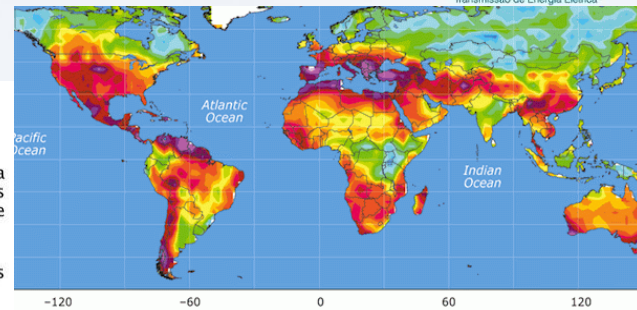 Transmissão de Energia Elétrica
Atlantic
Ocean
Pacific
Ocean
Indian
Ocean
a
s
e
s
-120
-60
0
60
120